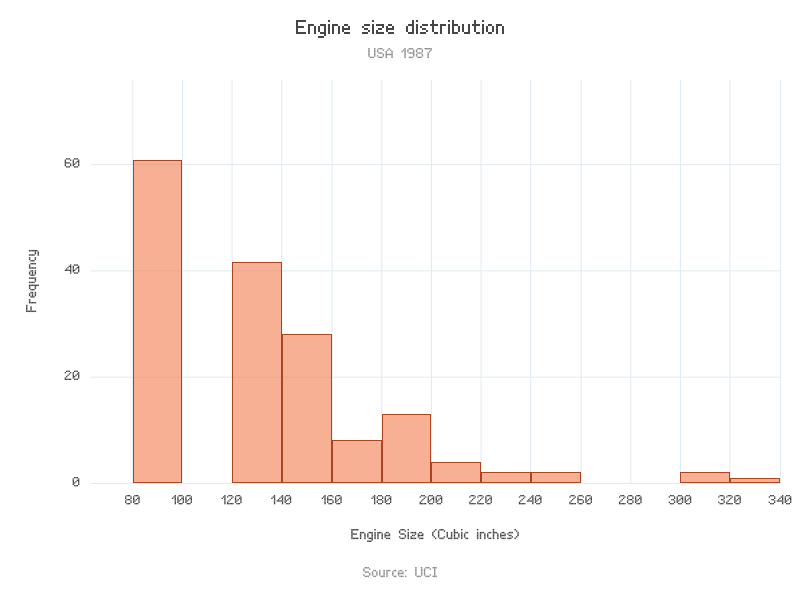 Engine size distribution
USA 1987
60
40
20
0
Frequency
80 100 120 140 160 180 200 220 240 260 280 300 320 340
Engine Size (Cubic inches)
Source: UCI